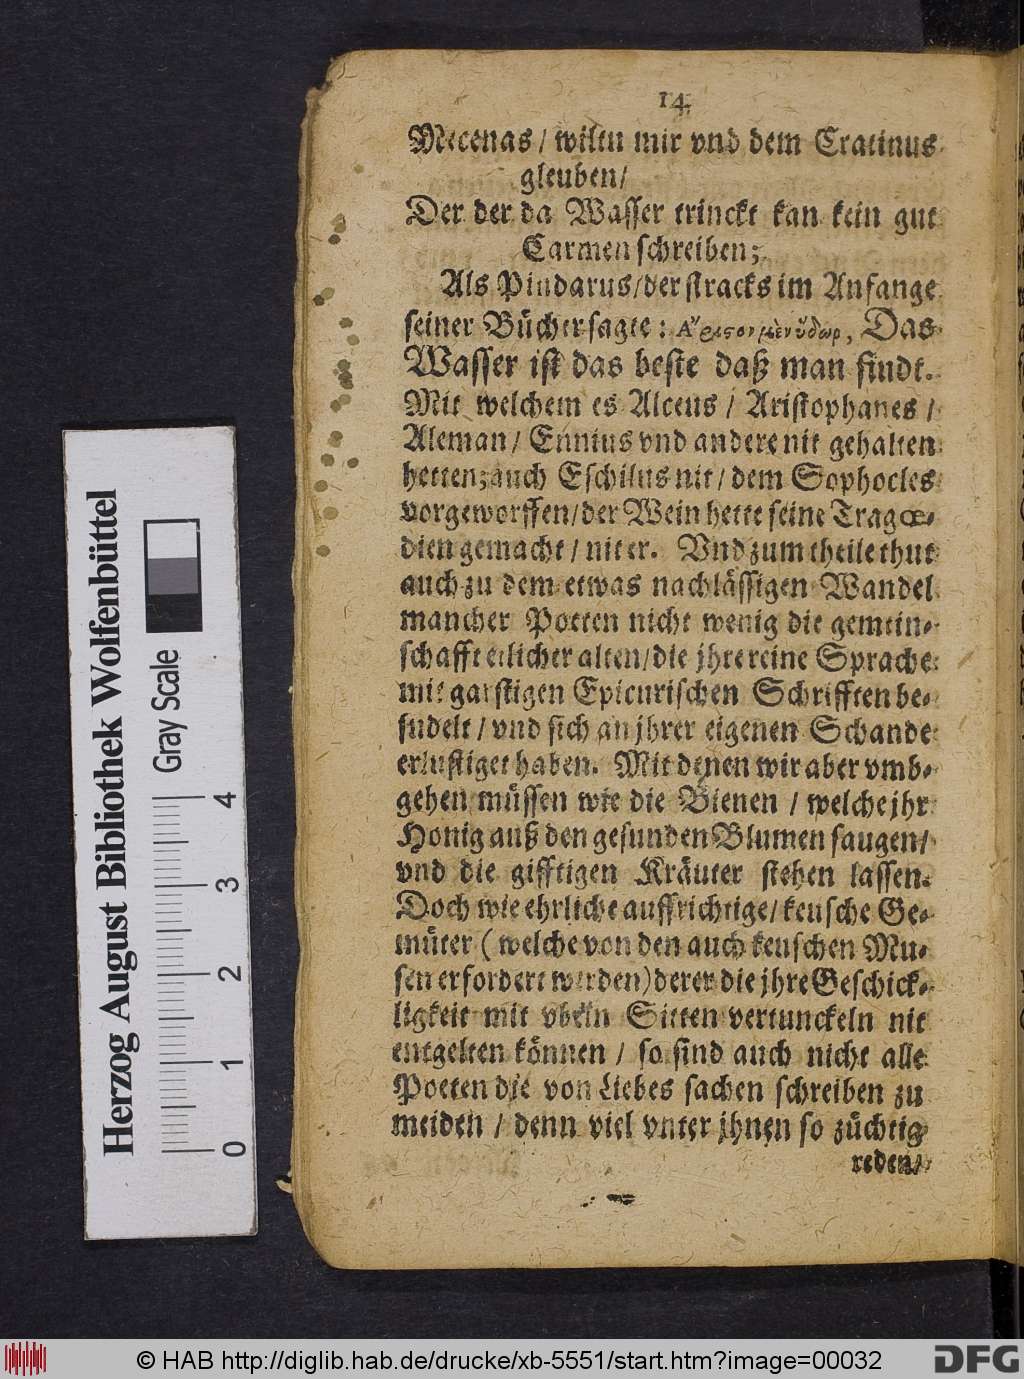 14.
Mecenas / wiltu mir vnd dem Cratinus
gleuben /
Der der da Wasser trinckt kan kein gut
Carmen schreiben;
Als Pindarus / der stracks im Anfange
seiner Bücher sagte: Ἄριστον μὲν ὕδωρ, Das
Wasser ist das beste daß man findt.
Mit welchem es Alceus / Aristophanes /
Aleman / Ennius vnd andere nit gehalten
hetten; auch Eschilus nit / dem Sophocles
vorgeworffen / der Wein hette seine Tragœ-
dien gemacht / nit er. Vnd zum theile thut
auch zu dem etwas nachlässigen Wandel
mancher Poeten nicht wenig die gemein-
schafft etlicher alten / die jhre reine Sprache
mit garstigen Epicurischen Schrifften be-
sudelt / vnd sich an jhrer eigenen Schande
erlustiget haben. Mit denen wir aber vmb-
gehen müssen wie die Bienen / welche jhr
Honig auß den gesunden Blumen saugen /
vnd die gifftigen Kräuter stehen lassen.
Doch wie ehrliche auffrichtige / keusche Ge-
müter ( welche von den auch keuschen Mu-
sen erfordert werden) derer die jhre Geschick-
ligkeit mit vbeln Sitten vertunckeln nit
entgelten können / so sind auch nicht alle
Poeten die von Liebes sachen schreiben zu
meiden / denn viel vnter jhnen so züchtig
reden /
Herzog August Bibliothek Wolfenbüttel
Gray Scale
0 1 2 3 4
© HAB http://diglib.hab.de/drucke/xb-5551/start.htm?image=00032
DFG